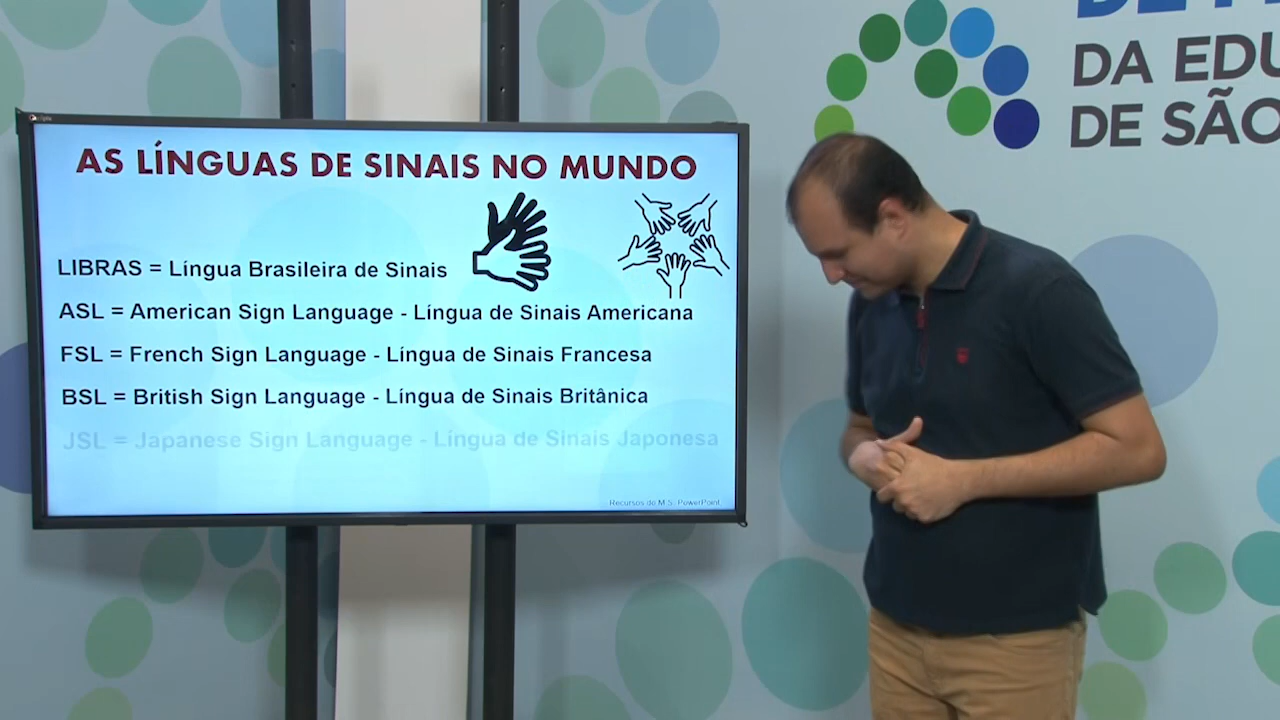 DA EDU
DE SÃO
AS LÍNGUAS DE SINAIS NO MUNDO
LIBRAS = Língua Brasileira de Sinais
ASL = American Sign Language - Língua de Sinais Americana
FSL = French Sign Language - Língua de Sinais Francesa
BSL = British Sign Language - Língua de Sinais Britânica
JSL = Japanese Sign Language - Língua de Sinais Japonesa
Recursos do M.S. PowerPoint